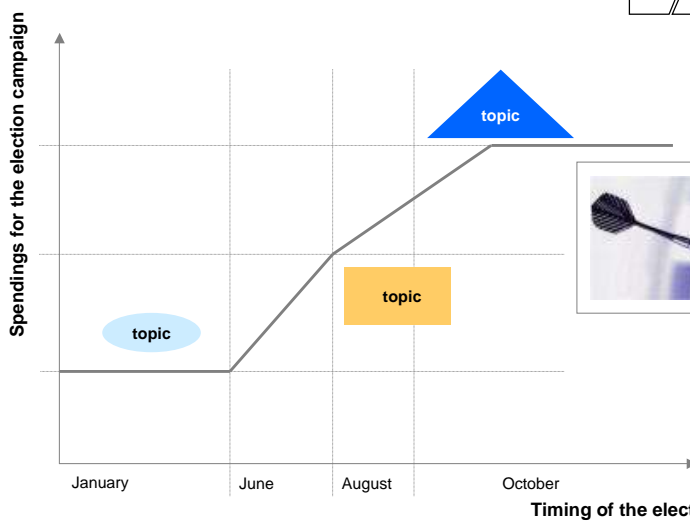 Spendings for the election campaign
topic
topic
topic
January
June
August
October
Timing of the elect